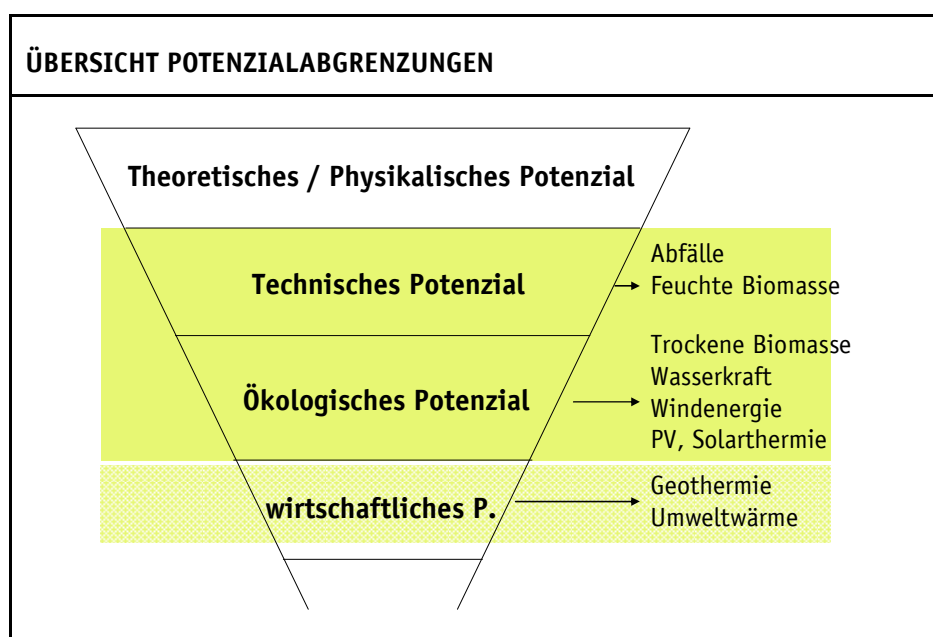 ÜBERSICHT POTENZIALABGRENZUNGEN
Theoretisches / Physikalisches Potenzial
Technisches Potenzial
Abfälle
Feuchte Biomasse
Ökologisches Potenzial
Trockene Biomasse
Wasserkraft
Windenergie
PV, Solarthermie
wirtschaftliches P.
Geothermie
Umweltwärme